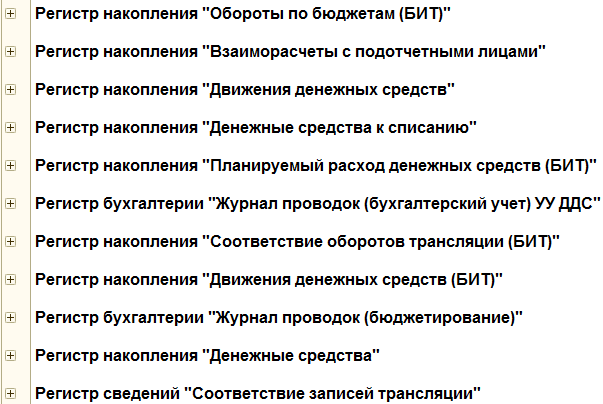 Регистр накопления "Обороты по бюджетам (БИТ)"
Регистр накопления "Взаиморасчеты с подотчетными лицами"
Регистр накопления "Движения денежных средств"
Регистр накопления "Денежные средства к списанию"
Регистр накопления "Планируемый расход денежных средств (БИТ)"
Регистр бухгалтерии "Журнал проводок (бухгалтерский учет) УУ ДДС"
Регистр накопления "Соответствие оборотов трансляции (БИТ)"
Регистр накопления "Движения денежных средств (БИТ)"
Регистр бухгалтерии "Журнал проводок (бюджетирование)"
Регистр накопления "Денежные средства"
Регистр сведений "Соответствие записей трансляции"